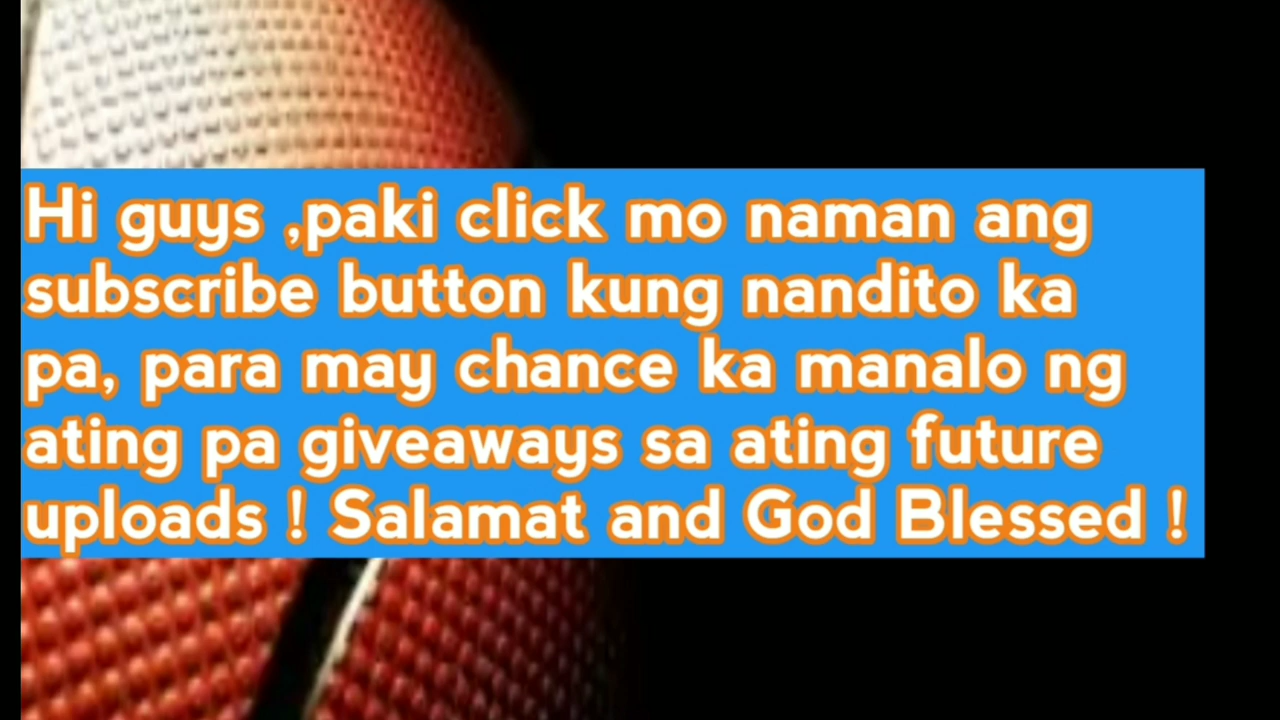 Hi guys ,paki click mo naman ang
subscribe button kung nandito ka
pa, para may chance ka manalo ng
ating pa giveaways sa ating future
uploads ! Salamat and God Blessed !